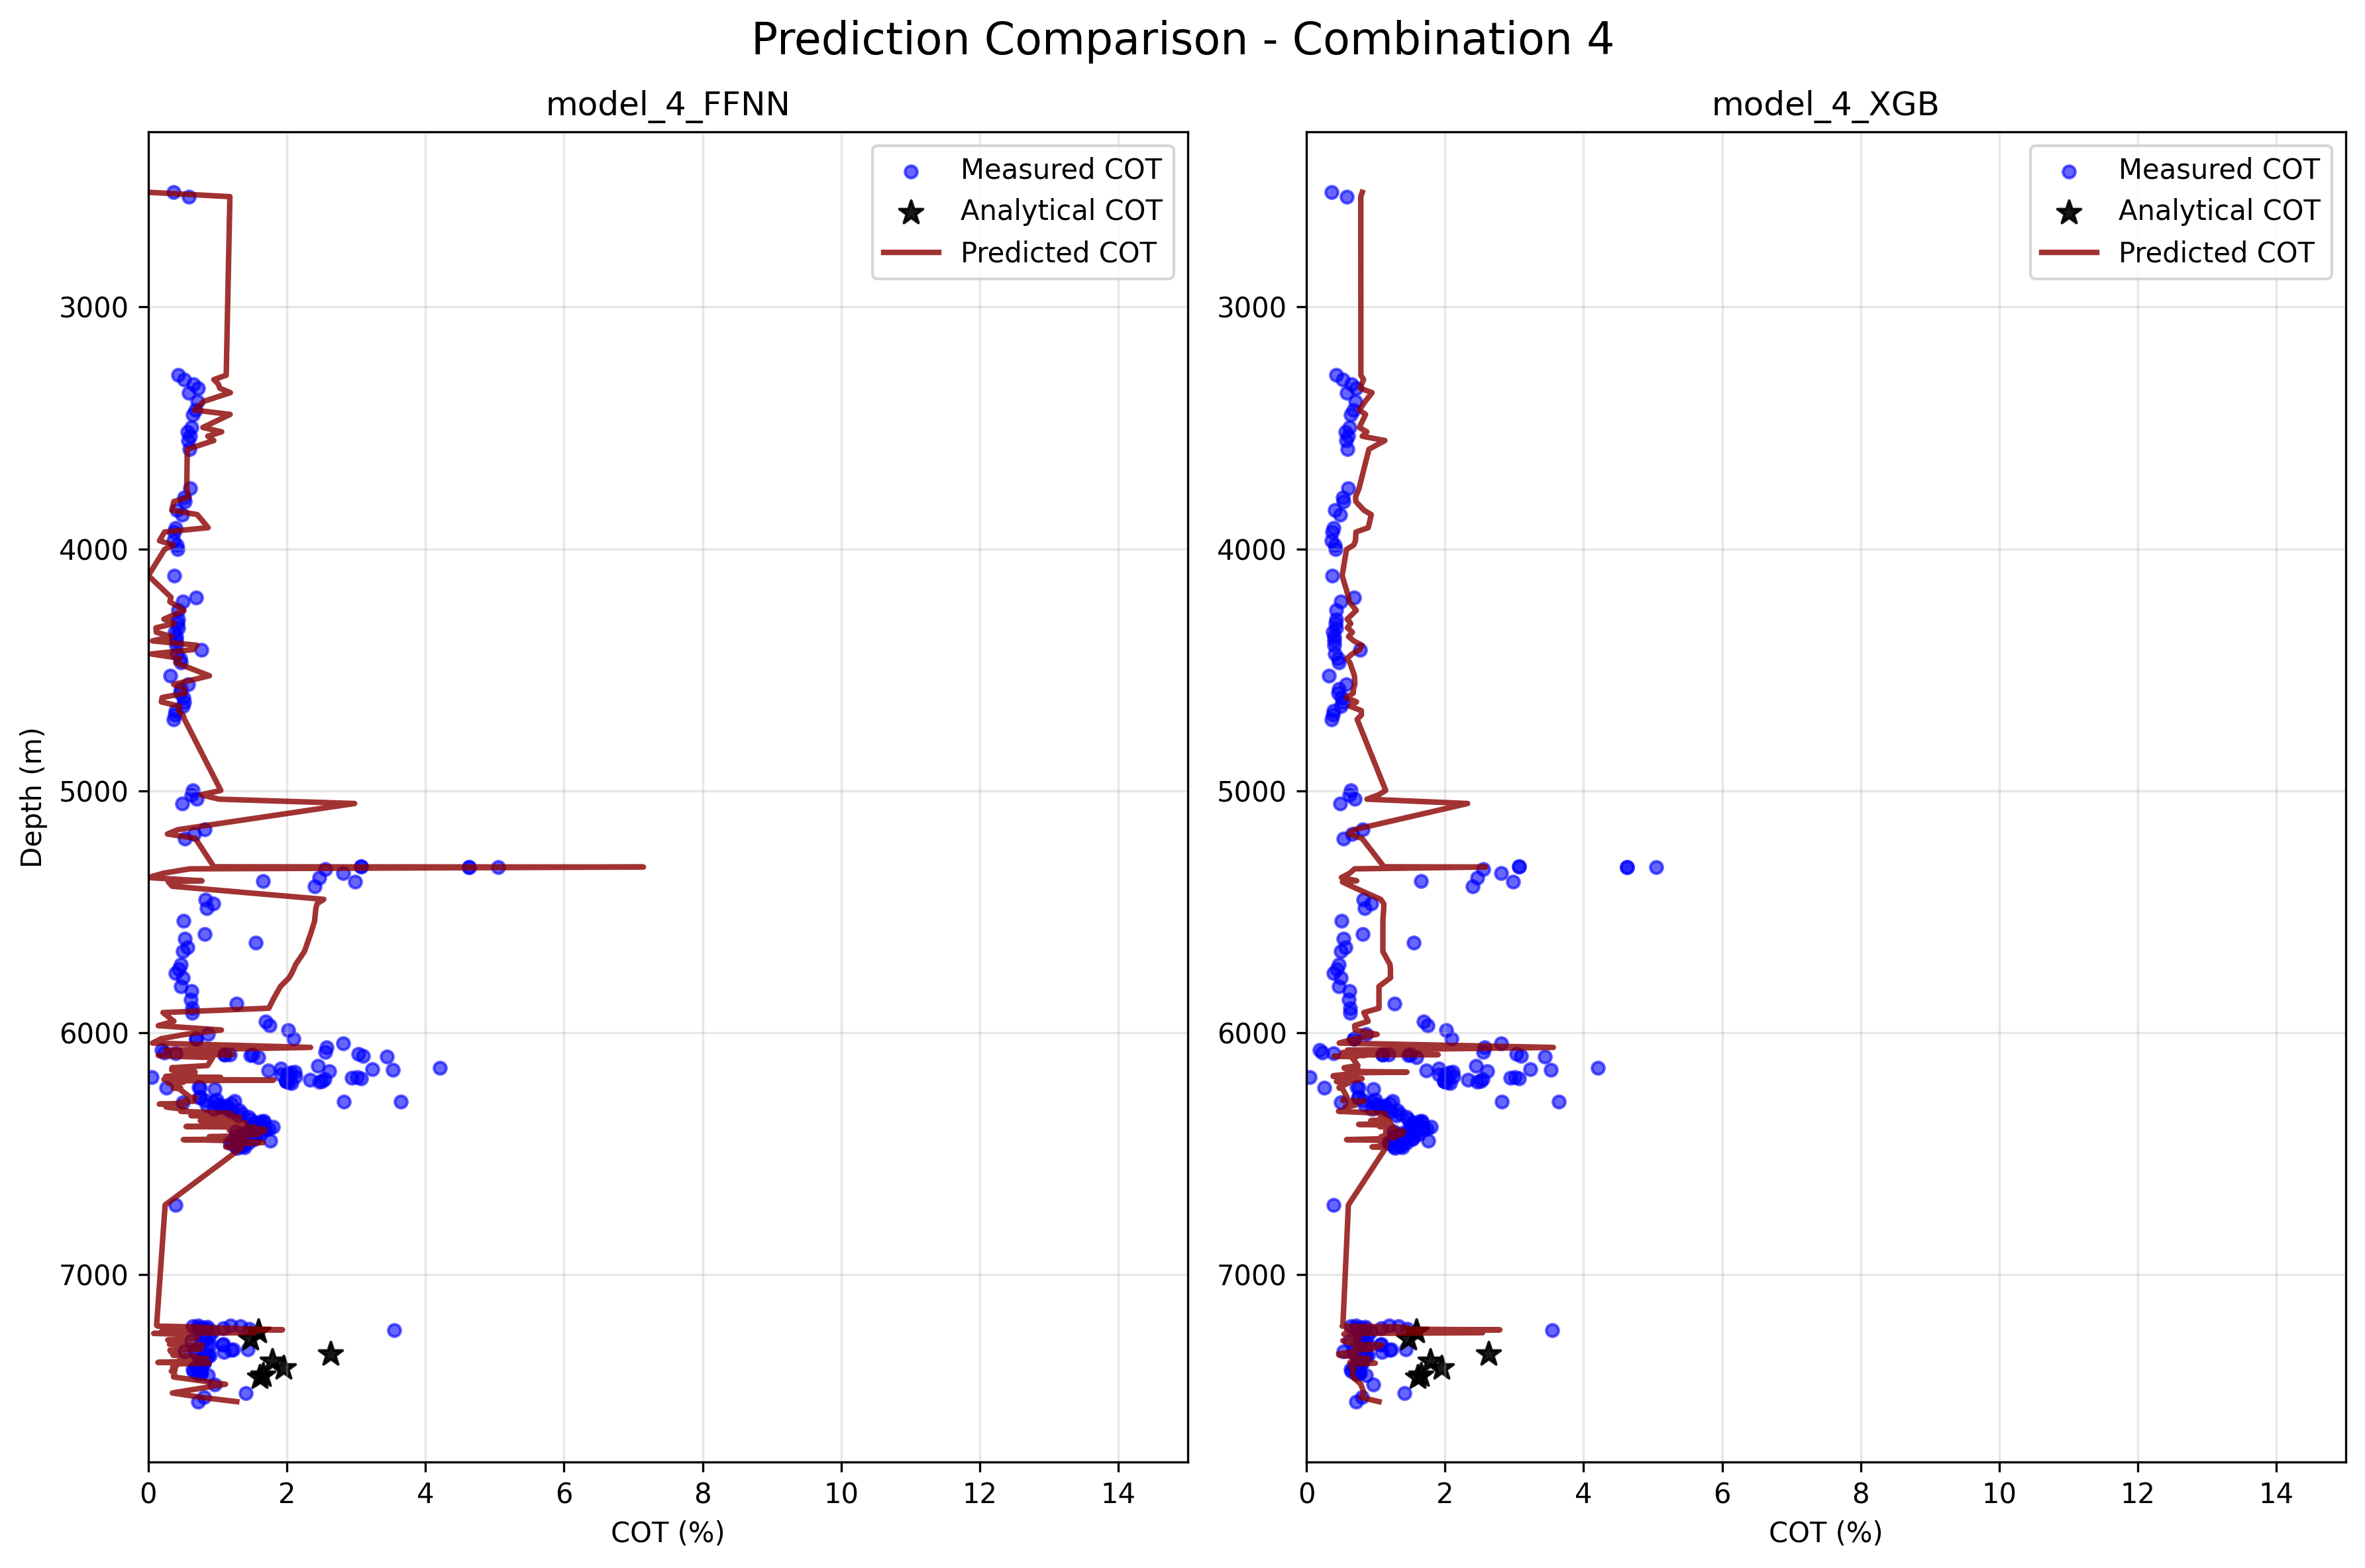 Prediction Comparison - Combination 4
model_4_FFNN
Measured COT
Analytical COT
Predicted COT
3000
4000
5000
6000
7000
Depth (m)
0 2 4 6 8 10 12 14
COT (%)
model_4_XGB
Measured COT
Analytical COT
Predicted COT
3000
4000
5000
6000
7000
0 2 4 6 8 10 12 14
COT (%)